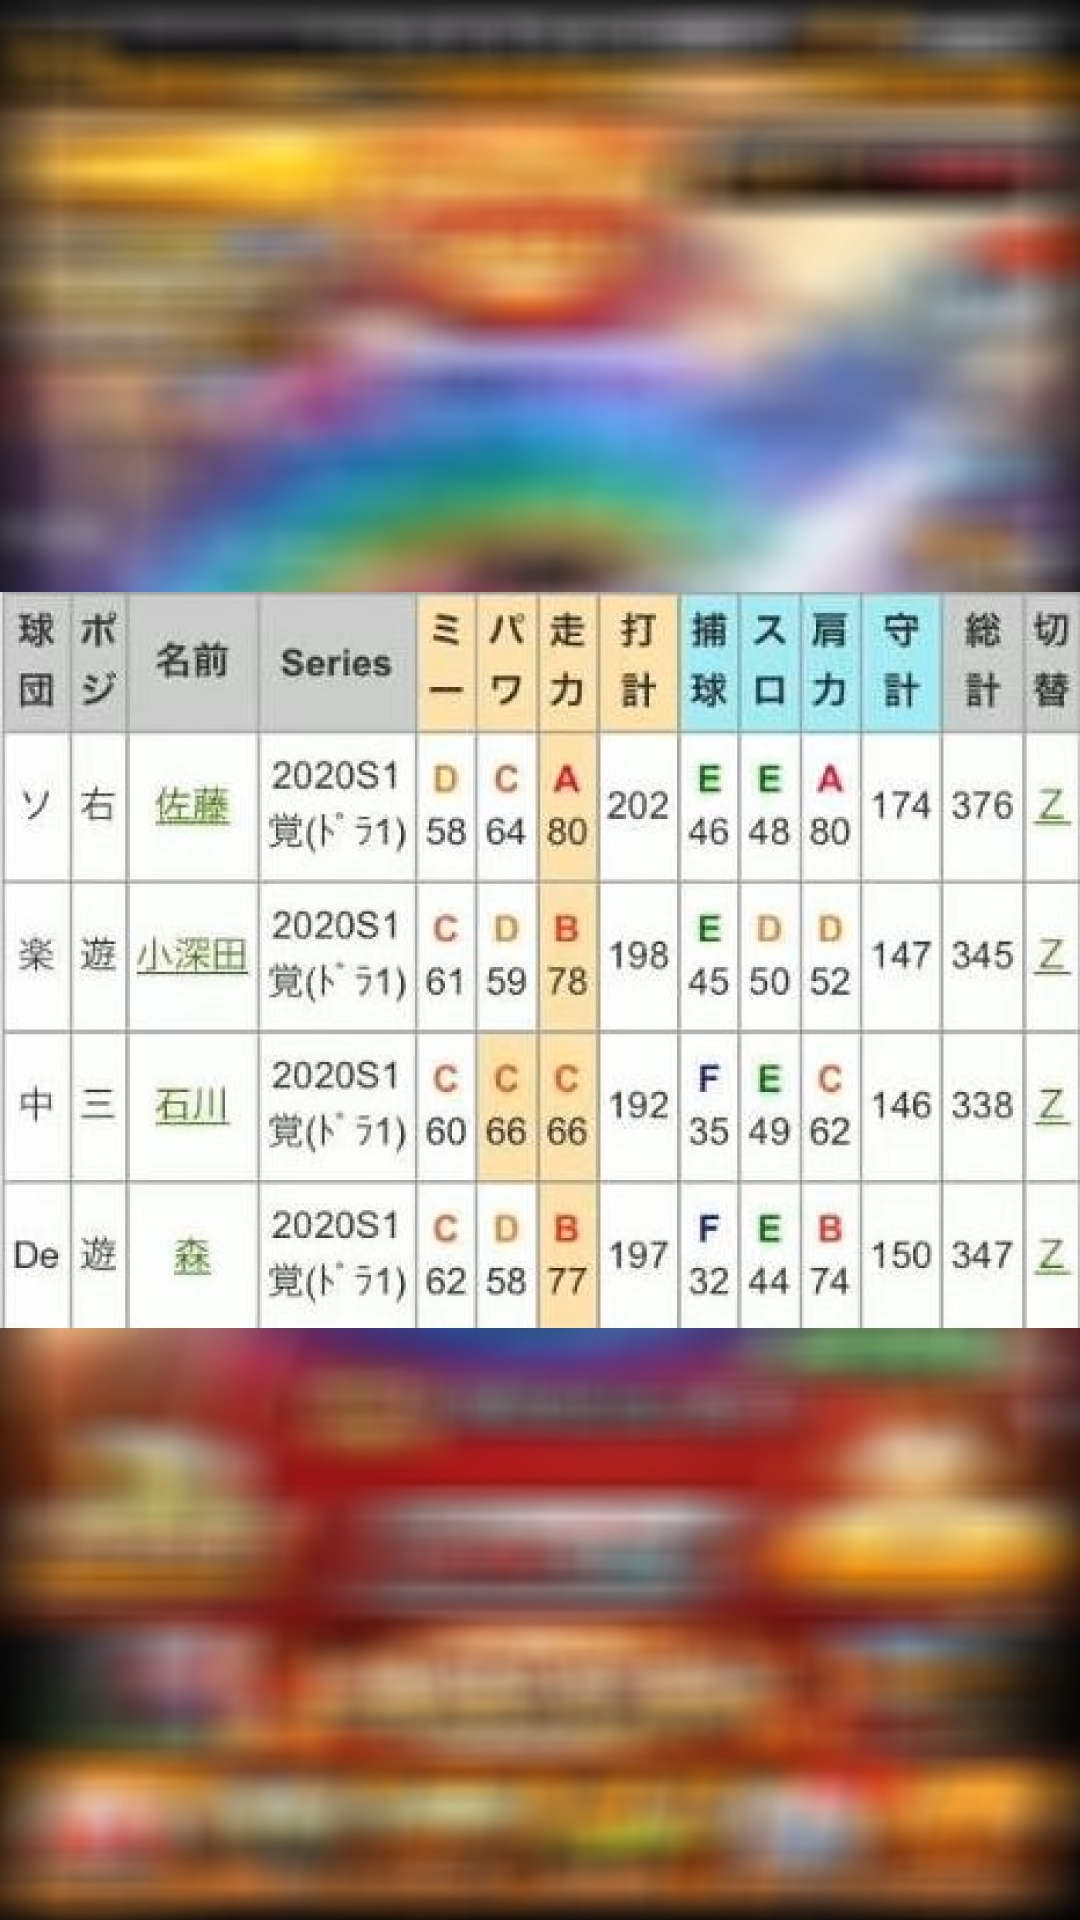 球団 ポジ 名前 Series ミー パワ 走力 打計 捕球 スロ 肩力 守計 総計 切替
ソ 右 佐藤 2020S1 覚(ﾄﾞﾗ1) D 58 C 64 A 80 202 E 46 E 48 A 80 174 376 Z
楽 遊 小深田 2020S1 覚(ﾄﾞﾗ1) C 61 D 59 B 78 198 E 45 D 50 D 52 147 345 Z
中 三 石川 2020S1 覚(ﾄﾞﾗ1) C 60 C 66 C 66 192 F 35 E 49 C 62 146 338 Z
De 遊 森 2020S1 覚(ﾄﾞﾗ1) C 62 D 58 B 77 197 F 32 E 44 B 74 150 347 Z